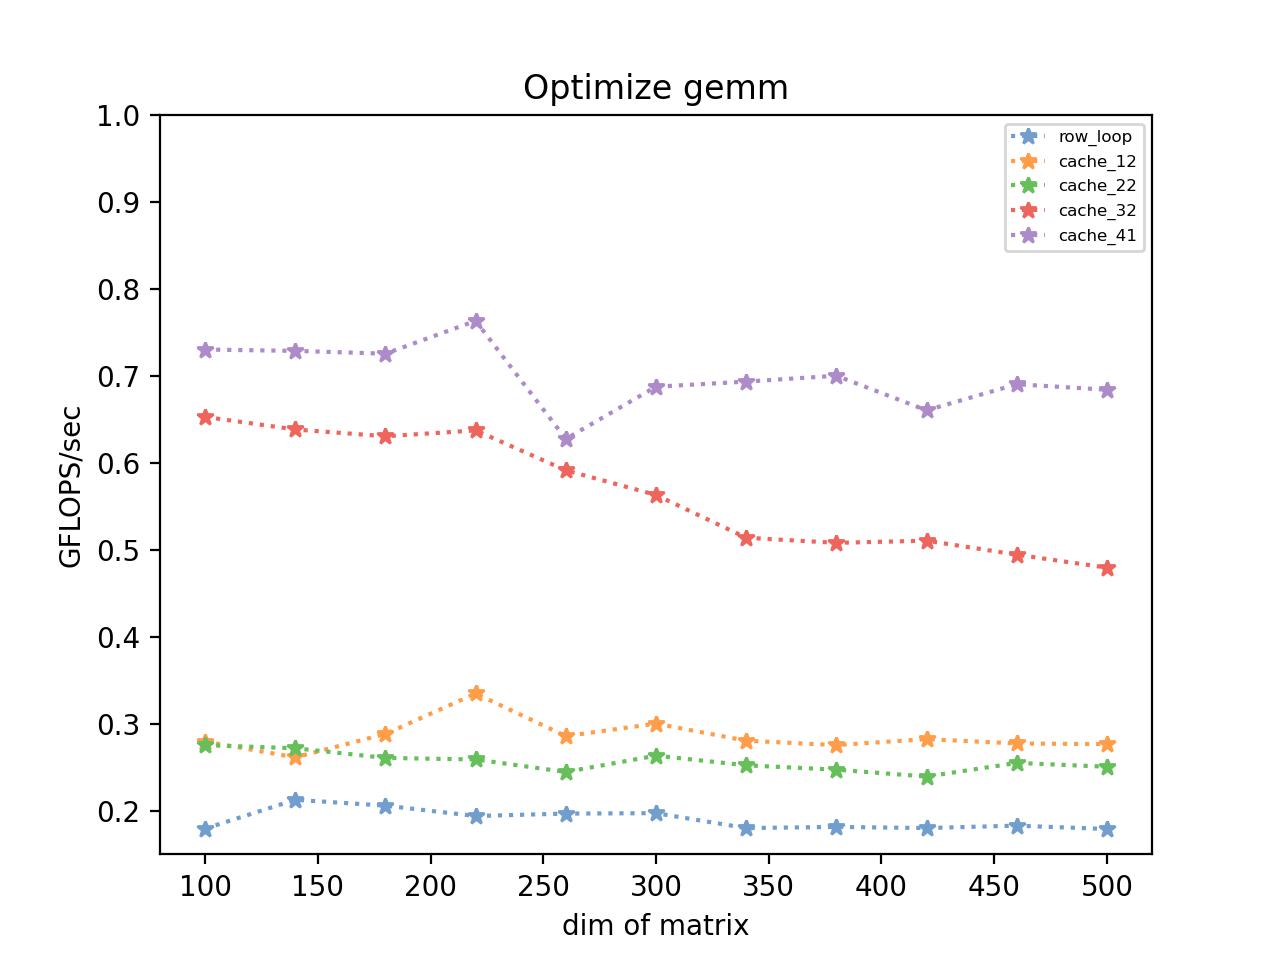 Optimize gemm
1.0
0.9
0.8
0.7
0.6
0.5
0.4
0.3
0.2
GFLOPS/sec
row_loop
cache_12
cache_22
cache_32
cache_41
100 150 200 250 300 350 400 450 500
dim of matrix